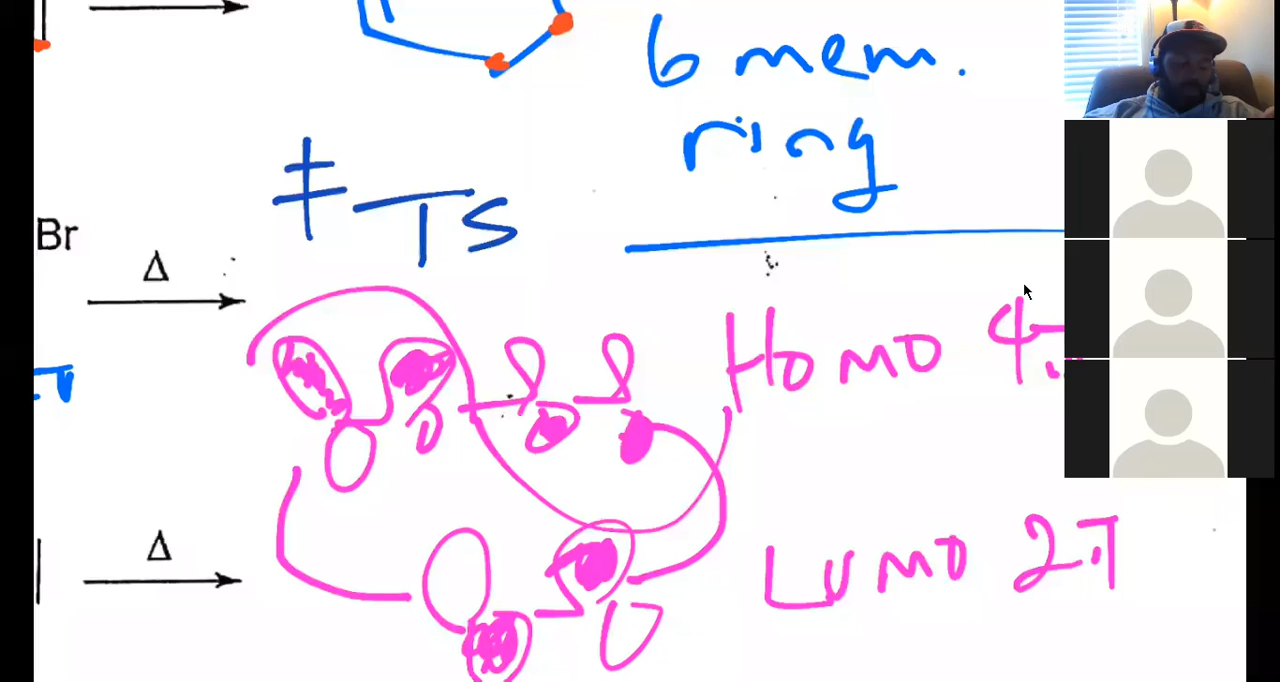 6 mem.
ring
‡ TS
Br
Δ
HOMO 4π
Δ
LUMO 2π